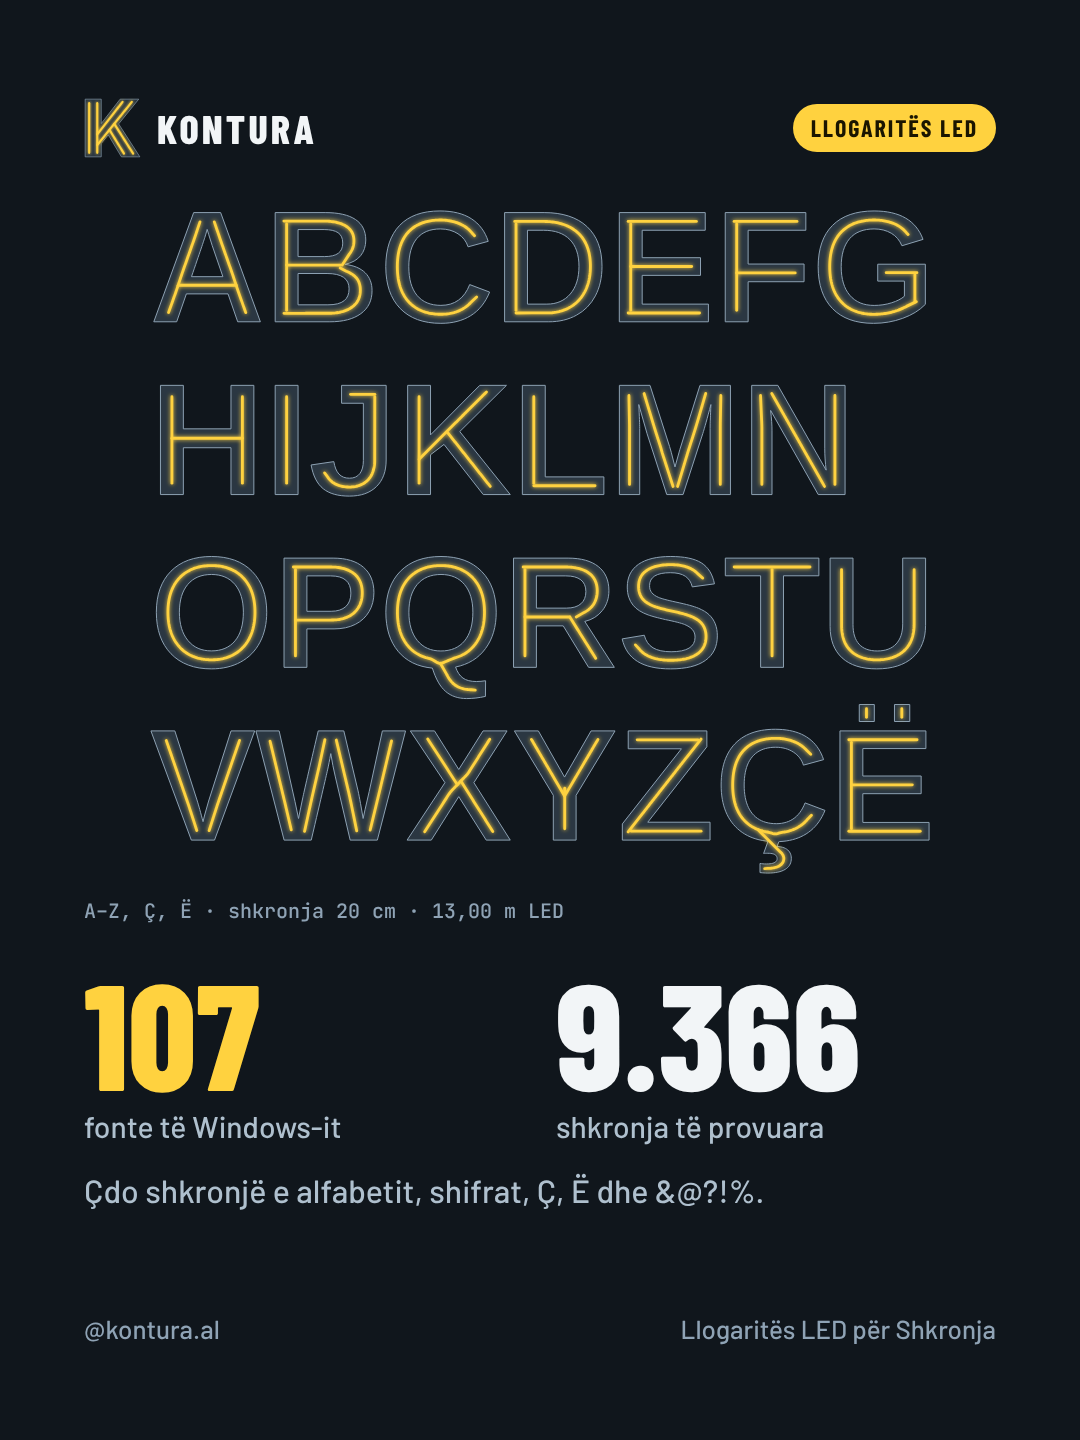 K KONTURA
LLOGARITËS LED
ABCDEFG
HIJKLMN
OPQRSTU
VWXYZÇË
A–Z, Ç, Ë · shkronja 20 cm · 13,00 m LED
107
fonte të Windows-it
9.366
shkronja të provuara
Çdo shkronjë e alfabetit, shifrat, Ç, Ë dhe &@?!%.
@kontura.al
Llogaritës LED për Shkronja